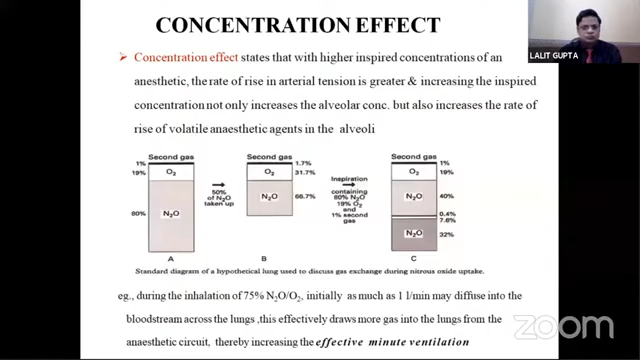 CONCENTRATION EFFECT
LALIT GUPTA
➢ Concentration effect states that with higher inspired concentrations of an
anesthetic, the rate of rise in arterial tension is greater & increasing the inspired
concentration not only increases the alveolar conc. but also increases the rate of
rise of volatile anaesthetic agents in the alveoli
Second gas
1%
19%
O2
80%
N2O
A
50%
of N2O
taken up
Second gas
1.7%
O2
31.7%
N2O
66.7%
B
Inspiration
containing
80% N2O
19% O2
and
1% second
gas
Second gas
1%
O2
19%
N2O
40%
0.4%
7.6%
N2O
32%
C
Standard diagram of a hypothetical lung used to discuss gas exchange during nitrous oxide uptake.
eg., during the inhalation of 75% N2O/O2, initially as much as 1 l/min may diffuse into the
bloodstream across the lungs ,this effectively draws more gas into the lungs from the
anaesthetic circuit, thereby increasing the effective minute ventilation
zoom